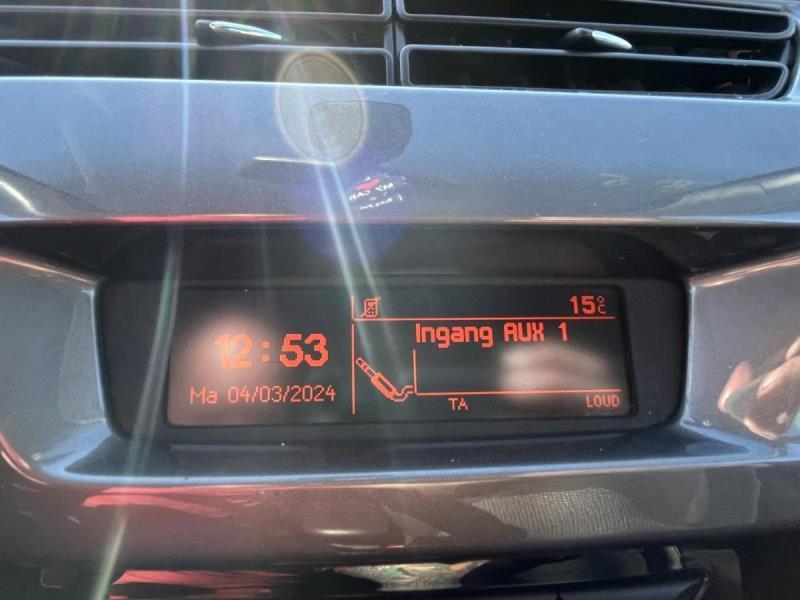 12:53
Ma 04/03/2024
15°C
Ingang AUX 1
TA
LOUD